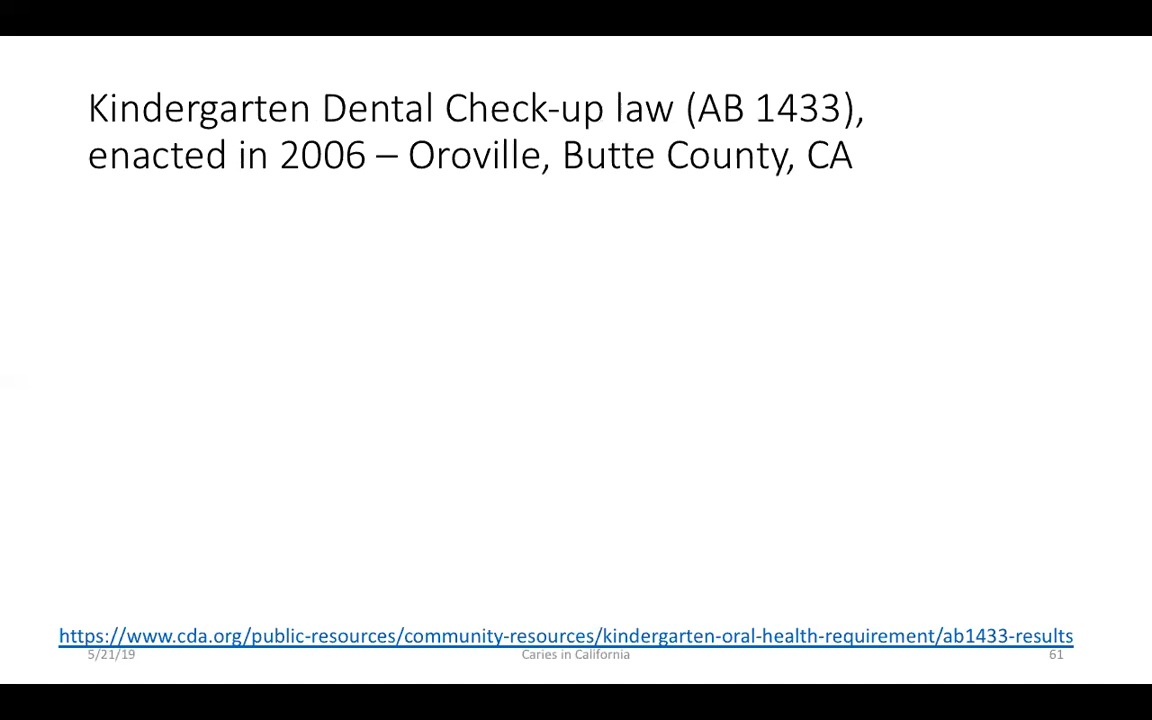 Kindergarten Dental Check-up law (AB 1433),
enacted in 2006 – Oroville, Butte County, CA
https://www.cda.org/public-resources/community-resources/kindergarten-oral-health-requirement/ab1433-results
5/21/19
Caries in California
61